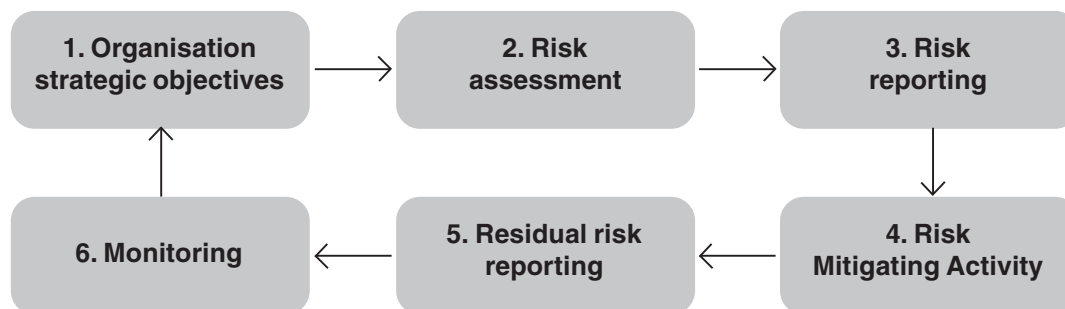 1. Organisation
strategic objectives
2. Risk
assessment
3. Risk
reporting
4. Risk
Mitigating Activity
5. Residual risk
reporting
6. Monitoring